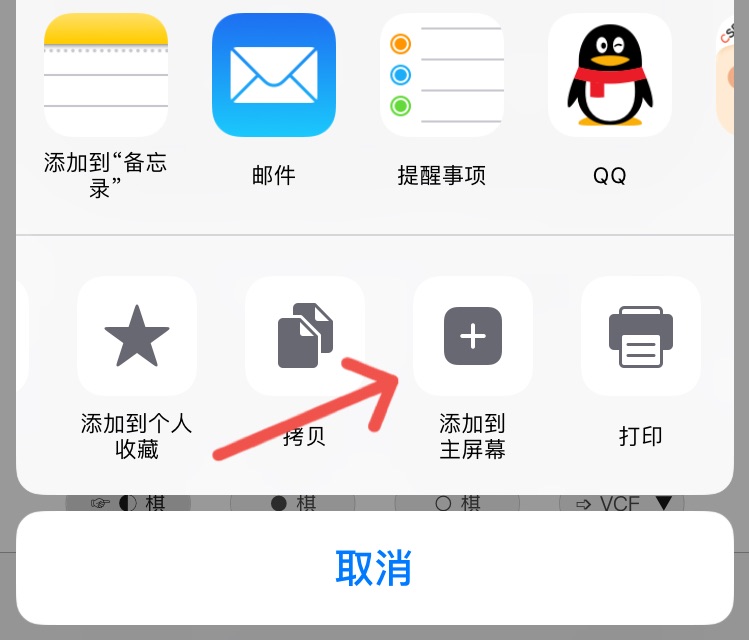 添加到“备忘
录”
邮件
提醒事项
QQ
添加到个人
收藏
拷贝
添加到
主屏幕
打印
☞ ◐ 棋
● 棋
○ 棋
⇨ VCF ▼
取消